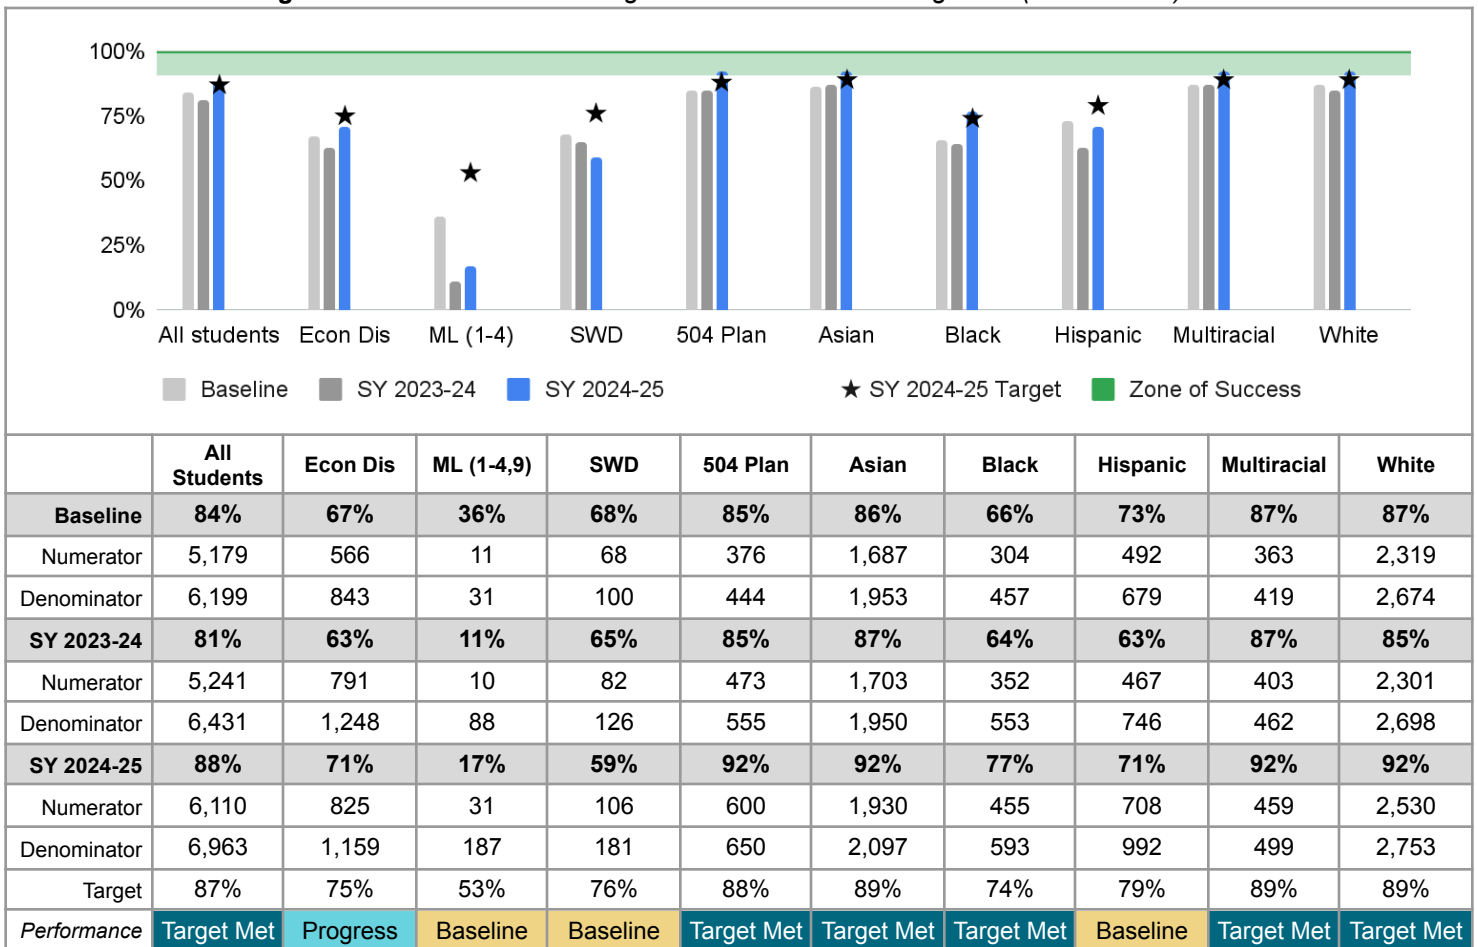 100%
75%
50%
25%
0%
All students Econ Dis ML (1-4) SWD 504 Plan Asian Black Hispanic Multiracial White
Baseline SY 2023-24 SY 2024-25 ★ SY 2024-25 Target Zone of Success
All Students Econ Dis ML (1-4,9) SWD 504 Plan Asian Black Hispanic Multiracial White
Baseline 84% 67% 36% 68% 85% 86% 66% 73% 87% 87%
Numerator 5,179 566 11 68 376 1,687 304 492 363 2,319
Denominator 6,199 843 31 100 444 1,953 457 679 419 2,674
SY 2023-24 81% 63% 11% 65% 85% 87% 64% 63% 87% 85%
Numerator 5,241 791 10 82 473 1,703 352 467 403 2,301
Denominator 6,431 1,248 88 126 555 1,950 553 746 462 2,698
SY 2024-25 88% 71% 17% 59% 92% 92% 77% 71% 92% 92%
Numerator 6,110 825 31 106 600 1,930 455 708 459 2,530
Denominator 6,963 1,159 187 181 650 2,097 593 992 499 2,753
Target 87% 75% 53% 76% 88% 89% 74% 79% 89% 89%
Performance Target Met Progress Baseline Baseline Target Met Target Met Target Met Baseline Target Met Target Met